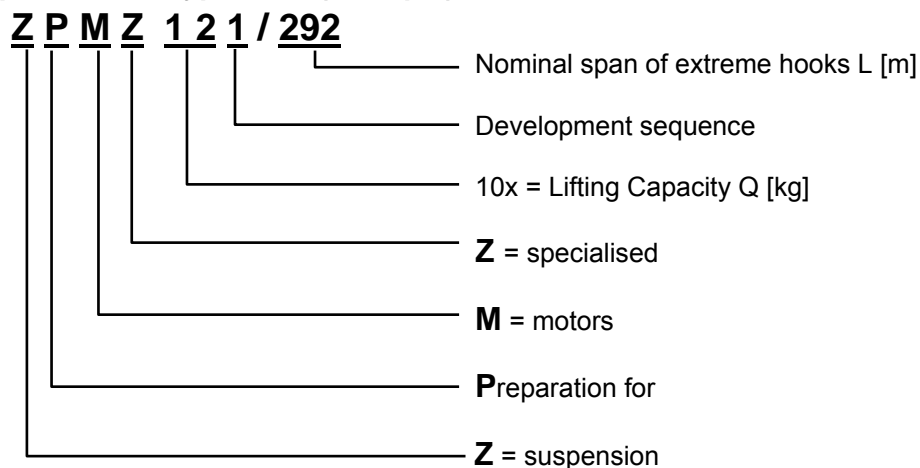 Z P M Z 1 2 1 / 292
Nominal span of extreme hooks L [m]
Development sequence
10x = Lifting Capacity Q [kg]
Z = specialised
M = motors
Preparation for
Z = suspension